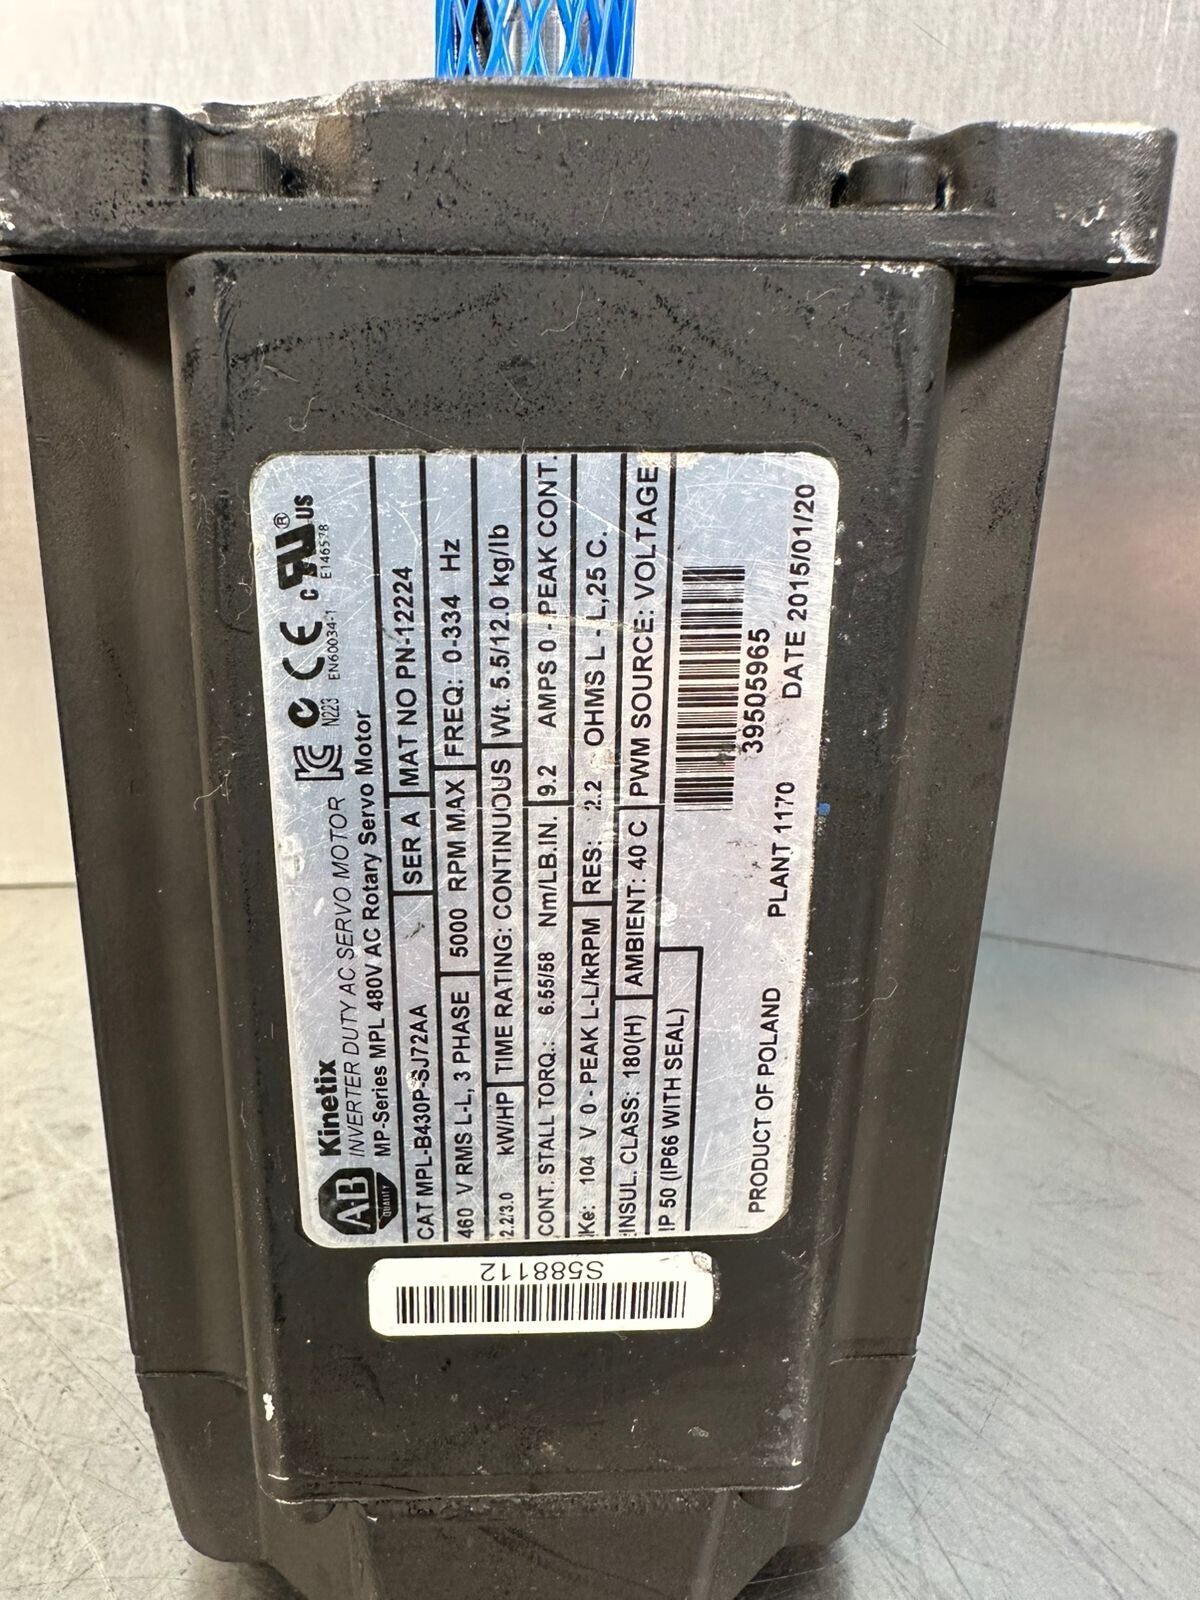 A-B
QUALITY
Kinetix
INVERTER DUTY AC SERVO MOTOR
MP-Series MPL 480V AC Rotary Servo Motor
N223
EN60034-1
CE
c RU ® US
E146578
CAT MPL-B430P-SJ72AA SER A MAT NO PN-12224
460 V RMS L-L, 3 PHASE 5000 RPM MAX FREQ: 0-334 Hz
2.2/3.0 kW/HP TIME RATING: CONTINUOUS Wt. 5.5/12.0 kg/lb
CONT. STALL TORQ.: 6.55/58 Nm/LB.IN. 9.2 AMPS 0 - PEAK CONT.
Ke: 104 V 0 - PEAK L-L/kRPM RES: 2.2 OHMS L - L,25 C.
INSUL. CLASS: 180(H) AMBIENT: 40 C PWM SOURCE: VOLTAGE
IP 50 (IP66 WITH SEAL)
39505965
PRODUCT OF POLAND PLANT 1170 DATE 2015/01/20
S588112